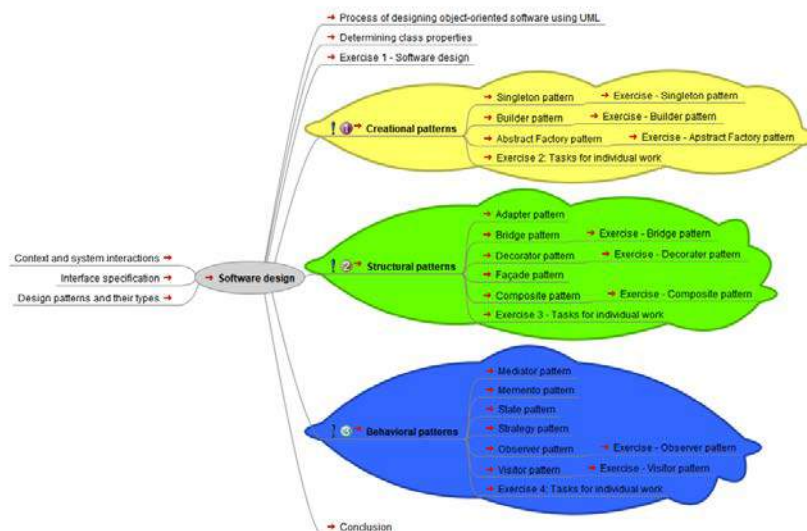 Process of designing object-oriented software using UML
Determining class properties
Exercise 1 - Software design
Singleton pattern
Exercise - Singleton pattern
Builder pattern
Exercise - Builder pattern
! 1 Creational patterns
Abstract Factory pattern
Exercise - Apstract Factory pattern
Exercise 2: Tasks for individual work
Adapter pattern
Bridge pattern
Exercise - Bridge pattern
Context and system interactions
Decorator pattern
Exercise - Decorater pattern
Interface specification
Software design
! 2 Structural patterns
Façade pattern
Design patterns and their types
Composite pattern
Exercise - Composite pattern
Exercise 3 - Tasks for individual work
Mediator pattern
Memento pattern
State pattern
! 3 Behavioral patterns
Strategy pattern
Observer pattern
Exercise - Observer pattern
Visitor pattern
Exercise - Visitor pattern
Exercise 4; Tasks for individual work
Conclusion